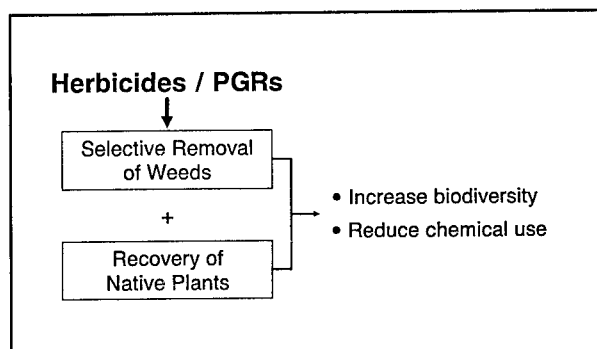 Herbicides / PGRs
Selective Removal
of Weeds
+
Recovery of
Native Plants
• Increase biodiversity
• Reduce chemical use